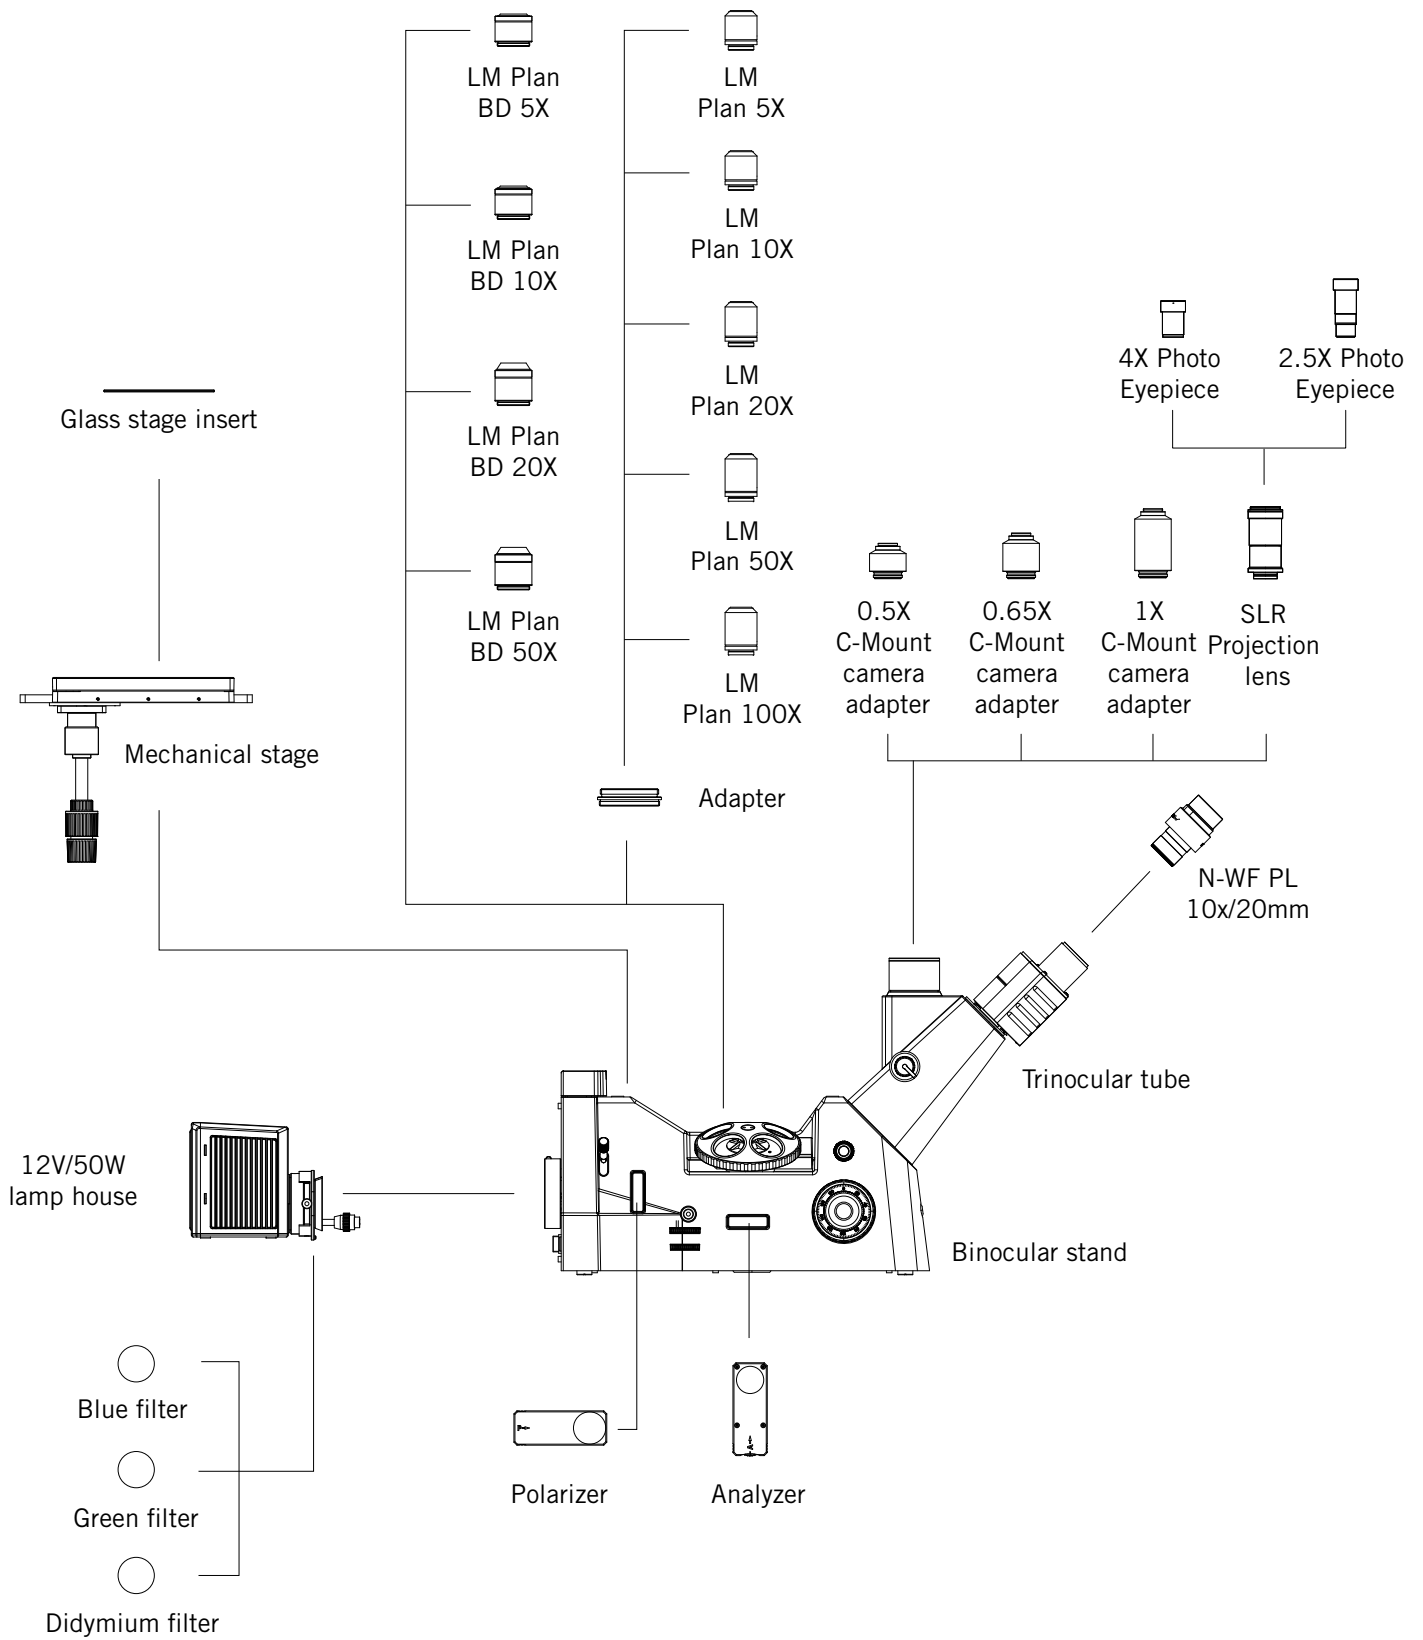 LM Plan
BD 5X
LM
Plan 5X
LM Plan
BD 10X
LM
Plan 10X
LM Plan
BD 20X
LM
Plan 20X
LM Plan
BD 50X
LM
Plan 50X
LM
Plan 100X
Adapter
Glass stage insert
Mechanical stage
4X Photo
Eyepiece
2.5X Photo
Eyepiece
0.5X
C-Mount
camera
adapter
0.65X
C-Mount
camera
adapter
1X
C-Mount
camera
adapter
SLR
Projection
lens
N-WF PL
10x/20mm
Trinocular tube
12V/50W
lamp house
Binocular stand
Blue filter
Green filter
Didymium filter
P
Polarizer
A
Analyzer